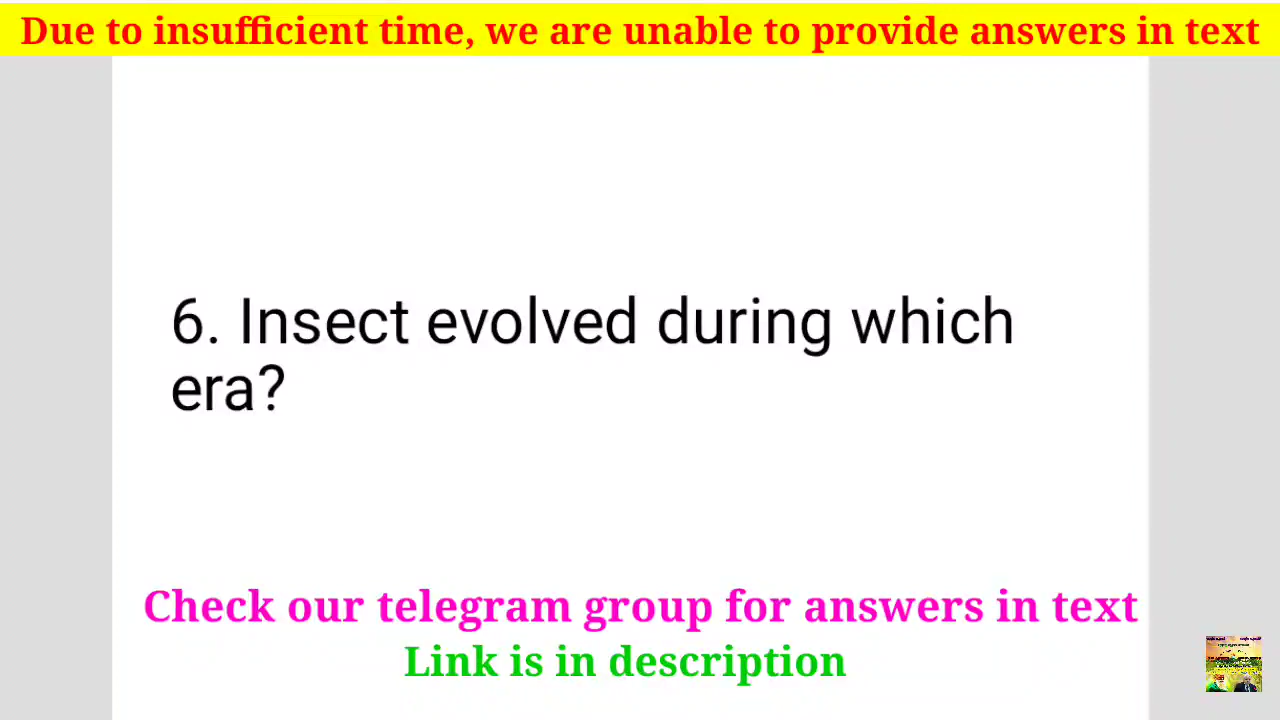 Due to insufficient time, we are unable to provide answers in text
6. Insect evolved during which
era?
Check our telegram group for answers in text
Link is in description